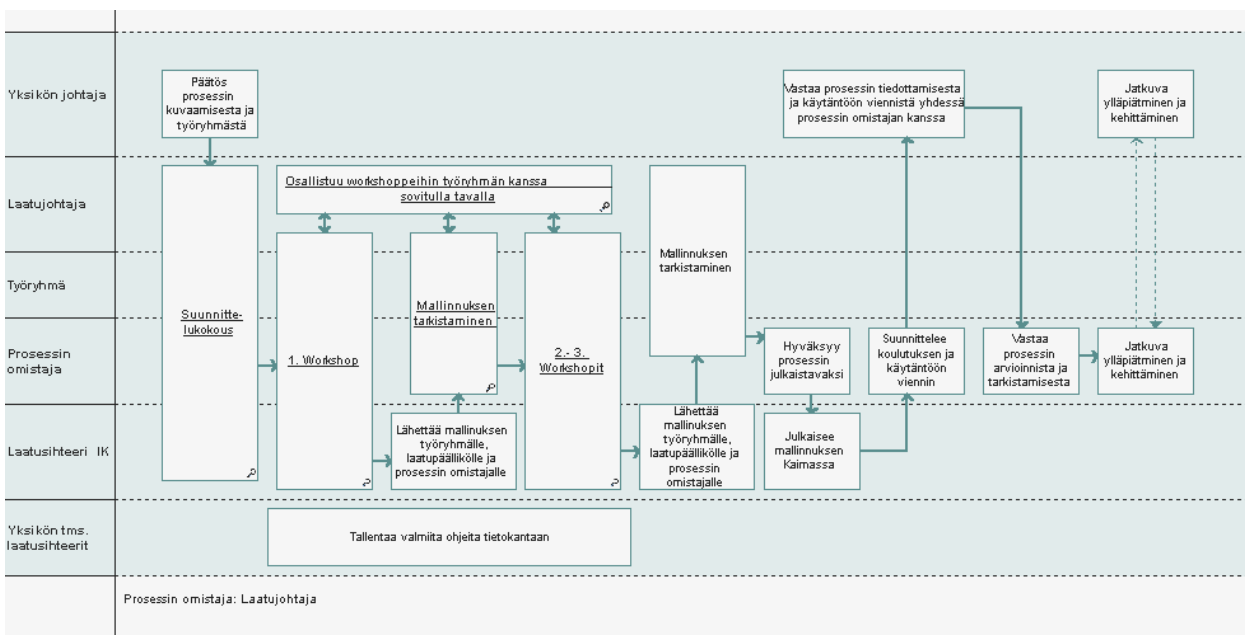 Yksikön johtaja
Päätös
prosessin
kuvaamisesta ja
työryhmästä
Vastaa prosessin tiedottamisesta
ja käytäntöön viennistä yhdessä
prosessin omistajan kanssa
Jatkuva
ylläpiätminen ja
kehittäminen
Laatujohtaja
Osallistuu workshoppeihin työryhmän kanssa
sovitulla tavalla
Työryhmä
Suunnitte-
lukokous
Mallinnuksen
tarkistaminen
Mallinnuksen
tarkistaminen
Prosessin
omistaja
1. Workshop
2.- 3.
Workshopit
Hyväksyy
prosessin
julkaistavaksi
Suunnittelee
koulutuksen ja
käytäntöön
viennin
Vastaa
prosessin
arvioinnista ja
tarkistamisesta
Jatkuva
ylläpiätminen ja
kehittäminen
Laatusihteeri IK
Lähettää mallinnuksen
työryhmälle,
laatupäällikölle ja
prosessin omistajalle
Lähettää
mallinnuksen
työryhmälle,
laatupäällikölle ja
prosessin
omistajalle
Julkaisee
mallinnuksen
Kaimassa
Yksikön tms.
laatusihteerit
Tallentaa valmiita ohjeita tietokantaan
Prosessin omistaja: Laatujohtaja